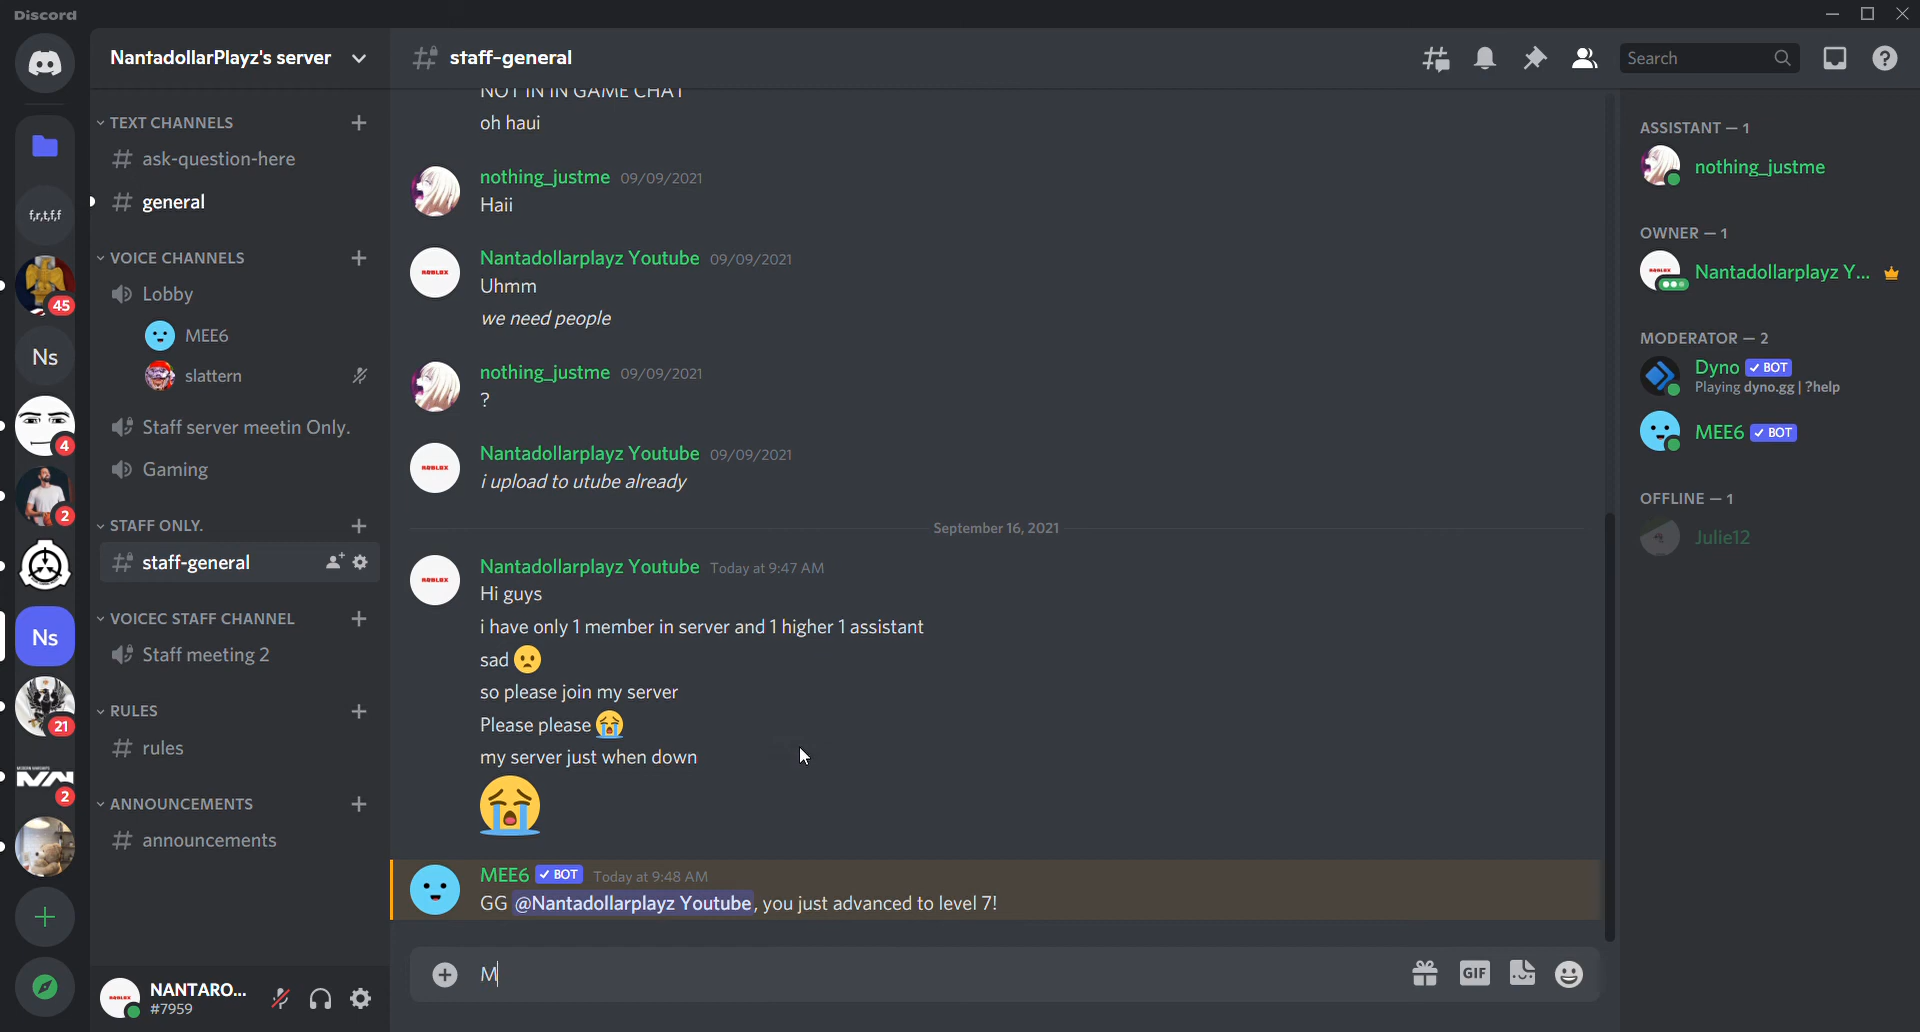 Discord
NantadollarPlayz's server
staff-general
Search
TEXT CHANNELS
ask-question-here
general
VOICE CHANNELS
Lobby
MEE6
slattern
Staff server meetin Only.
Gaming
STAFF ONLY.
staff-general
VOICEC STAFF CHANNEL
Staff meeting 2
RULES
rules
ANNOUNCEMENTS
announcements
NANTARO...
#7959
f,r,t,f,f
45
Ns
4
2
Ns
21
2
NOT IN IN GAME CHAT
oh haui
nothing_justme 09/09/2021
Haii
Nantadollarplayz Youtube 09/09/2021
Uhmm
we need people
nothing_justme 09/09/2021
?
Nantadollarplayz Youtube 09/09/2021
i upload to utube already
September 16, 2021
Nantadollarplayz Youtube Today at 9:47 AM
Hi guys
i have only 1 member in server and 1 higher 1 assistant
sad 😦
so please join my server
Please please 😭
my server just when down
😭
MEE6 ✓ BOT Today at 9:48 AM
GG @Nantadollarplayz Youtube, you just advanced to level 7!
M
GIF
ASSISTANT — 1
nothing_justme
OWNER — 1
Nantadollarplayz Y...
MODERATOR — 2
Dyno ✓ BOT
Playing dyno.gg | ?help
MEE6 ✓ BOT
OFFLINE — 1
Julie12